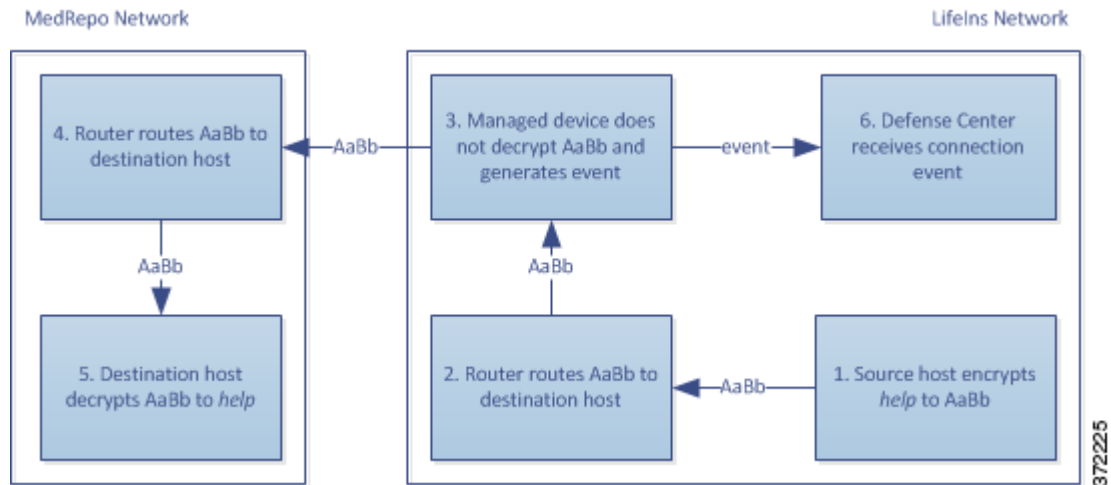 MedRepo Network
LifeIns Network
4. Router routes AaBb to
destination host
AaBb
3. Managed device does
not decrypt AaBb and
generates event
event
6. Defense Center
receives connection
event
AaBb
AaBb
5. Destination host
decrypts AaBb to help
2. Router routes AaBb to
destination host
AaBb
1. Source host encrypts
help to AaBb
372225